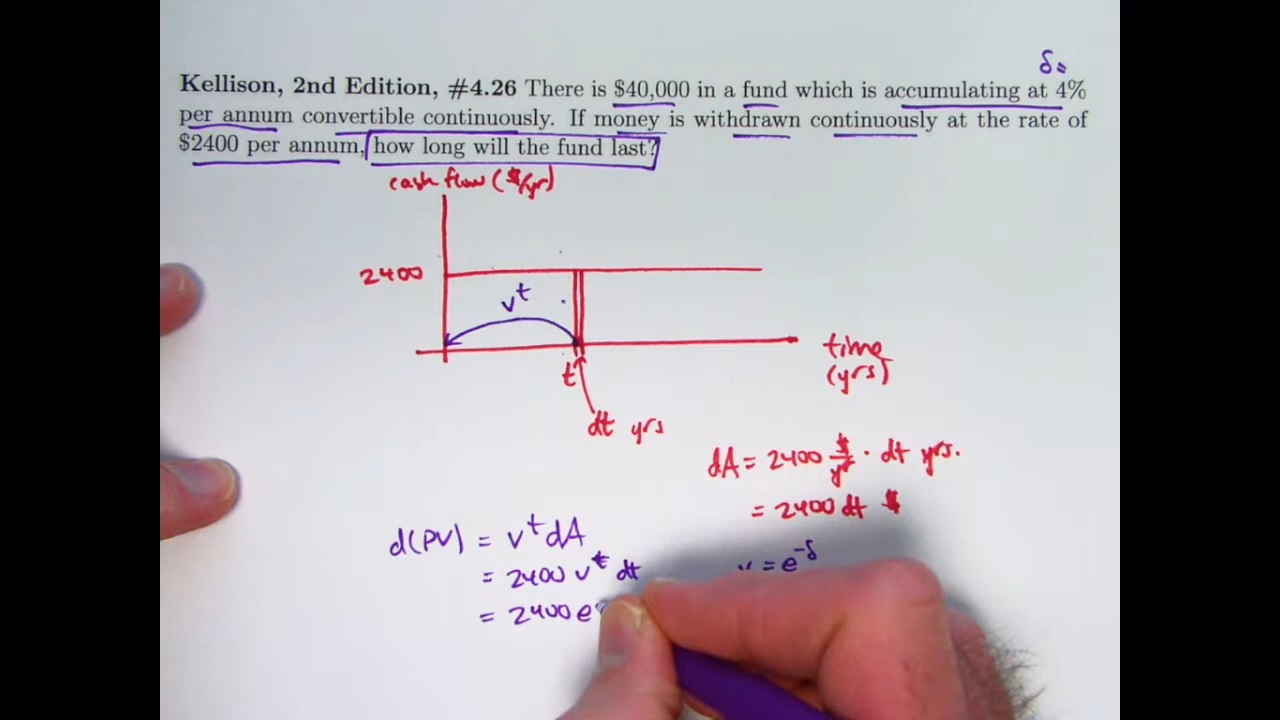 δ=
Kellison, 2nd Edition, #4.26 There is $40,000 in a fund which is accumulating at 4%
per annum convertible continuously. If money is withdrawn continuously at the rate of
$2400 per annum, how long will the fund last?
cash flow ($/yr)
2400
v^t
time
(yrs)
t
dt yrs
dA = 2400 $/yr · dt yrs.
= 2400 dt $
d(PV) = v^t dA
= 2400 v^t dt
v = e^-δ
= 2400 e